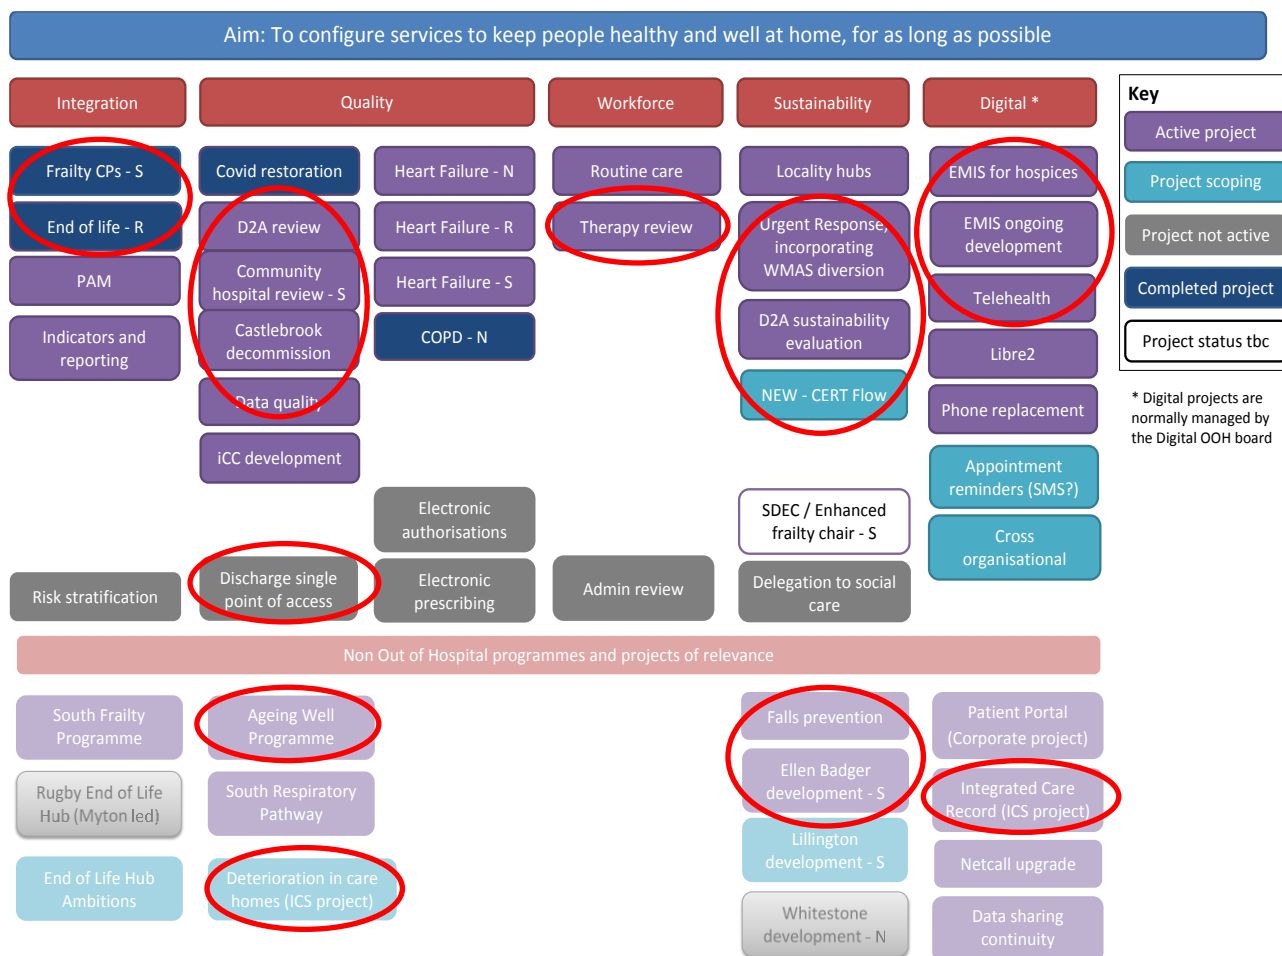 Aim: To configure services to keep people healthy and well at home, for as long as possible
Integration
Quality
Workforce
Sustainability
Digital *
Key
Active project
Project scoping
Project not active
Completed project
Project status tbc
* Digital projects are
normally managed by
the Digital OOH board
Frailty CPs - S
End of life - R
PAM
Indicators and
reporting
Risk stratification
Covid restoration
D2A review
Community
hospital review - S
Castlebrook
decommission
Data quality
iCC development
Discharge single
point of access
Heart Failure - N
Heart Failure - R
Heart Failure - S
COPD - N
Electronic
authorisations
Electronic
prescribing
Routine care
Therapy review
Admin review
Locality hubs
Urgent Response,
incorporating
WMAS diversion
D2A sustainability
evaluation
NEW - CERT Flow
SDEC / Enhanced
frailty chair - S
Delegation to social
care
EMIS for hospices
EMIS ongoing
development
Telehealth
Libre2
Phone replacement
Appointment
reminders (SMS?)
Cross
organisational
Non Out of Hospital programmes and projects of relevance
South Frailty
Programme
Rugby End of Life
Hub (Myton led)
End of Life Hub
Ambitions
Ageing Well
Programme
South Respiratory
Pathway
Deterioration in care
homes (ICS project)
Falls prevention
Ellen Badger
development - S
Lillington
development - S
Whitestone
development - N
Patient Portal
(Corporate project)
Integrated Care
Record (ICS project)
Netcall upgrade
Data sharing
continuity